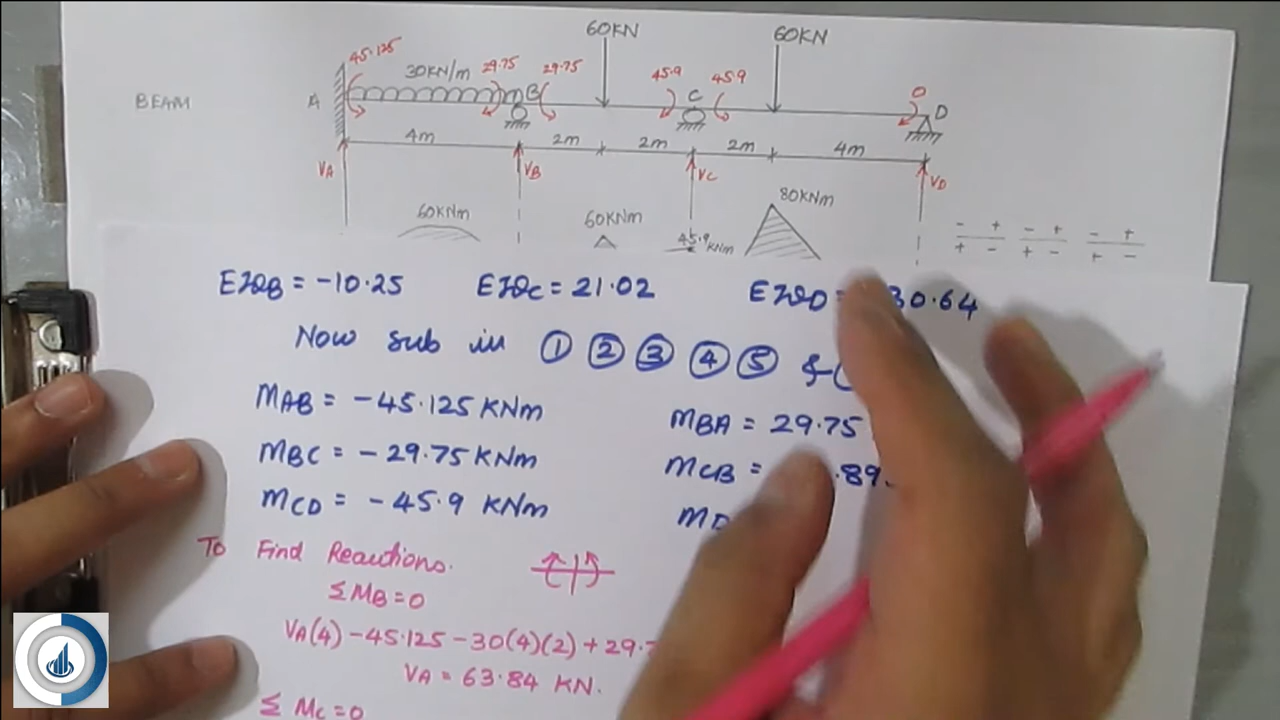 60KN 60KN
45.125 30KN/m 29.75 29.75 45.9 45.9 0
BEAM A B C D
4m 2m 2m 2m 4m
VA VB VC VD
60KNm 60KNm 45.9 KNm 80KNm
- + - + - +
+ - + - + -
EIθB = -10.25 EIθC = 21.02 EIθD = 30.64
Now sub in ① ② ③ ④ ⑤ &
MAB = -45.125 KNm MBA = 29.75
MBC = -29.75 KNm MCB = .89
MCD = -45.9 KNm MD
To Find Reactions.
ΣMB = 0
VA(4) -45.125 -30(4)(2) + 29.7
VA = 63.84 KN.
ΣMC = 0